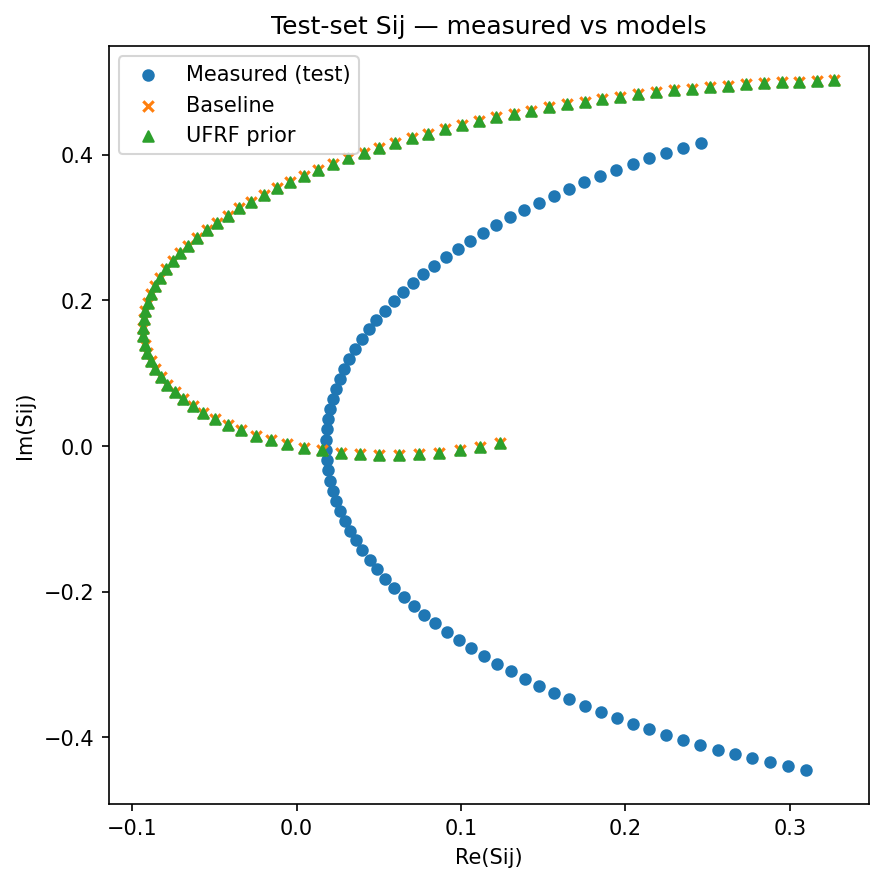 Test-set Sij — measured vs models
Measured (test)
Baseline
UFRF prior
0.4
0.2
0.0
−0.2
−0.4
Im(Sij)
−0.1
0.0
0.1
0.2
0.3
Re(Sij)